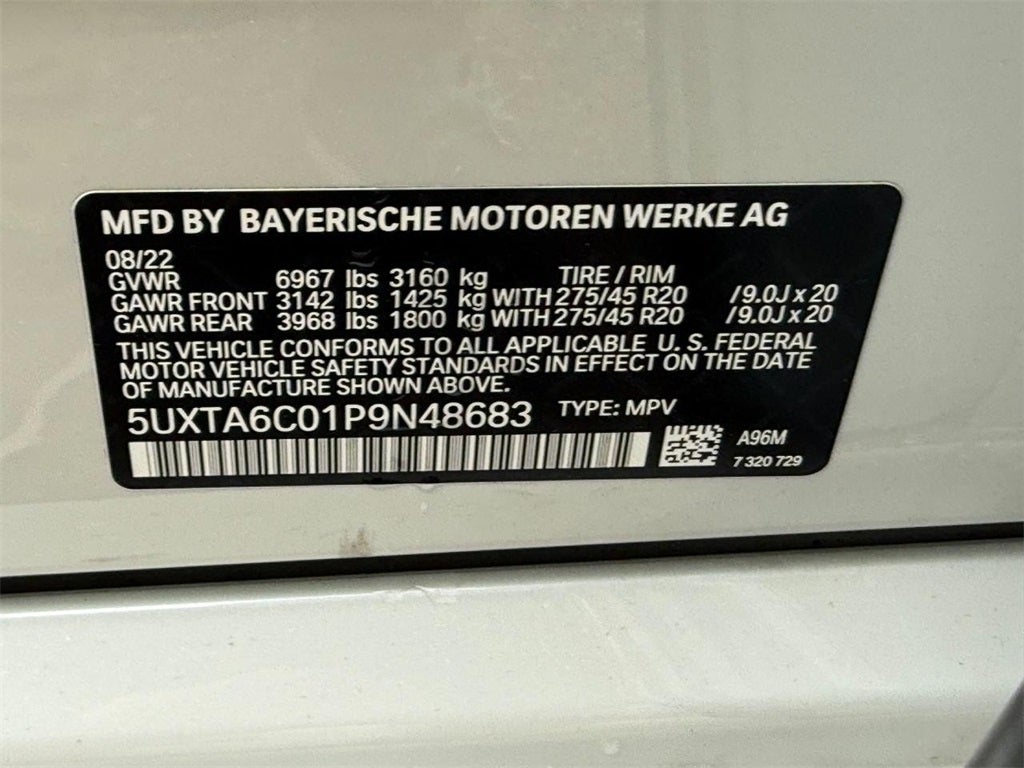 MFD BY BAYERISCHE MOTOREN WERKE AG
08/22
GVWR 6967 lbs 3160 kg TIRE / RIM
GAWR FRONT 3142 lbs 1425 kg WITH 275/45 R20 /9.0J x 20
GAWR REAR 3968 lbs 1800 kg WITH 275/45 R20 /9.0J x 20
THIS VEHICLE CONFORMS TO ALL APPLICABLE U. S. FEDERAL
MOTOR VEHICLE SAFETY STANDARDS IN EFFECT ON THE DATE
OF MANUFACTURE SHOWN ABOVE.
5UXTA6C01P9N48683 TYPE: MPV
A96M
7 320 729